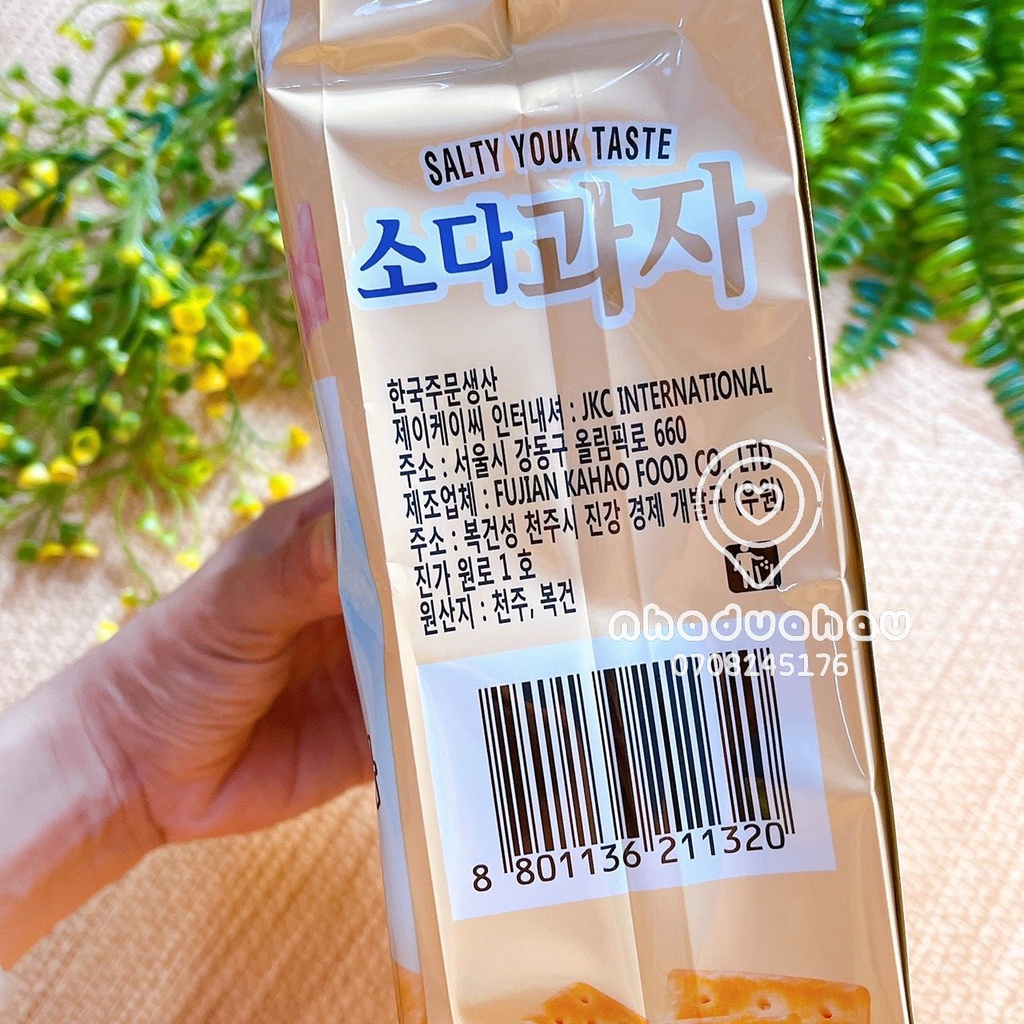 SALTY YOUK TASTE
소다과자
한국주문생산
제이케이씨 인터내셔 : JKC INTERNATIONAL
주소 : 서울시 강동구 올림픽로 660
제조업체 : FUJIAN KAHAO FOOD CO., LTD
주소 : 복건성 천주시 진강 경제 개발구 (우원)
진가 원로 1 호
원산지 : 천주, 복건
nhaduahau
0708245176
8 801136 211320